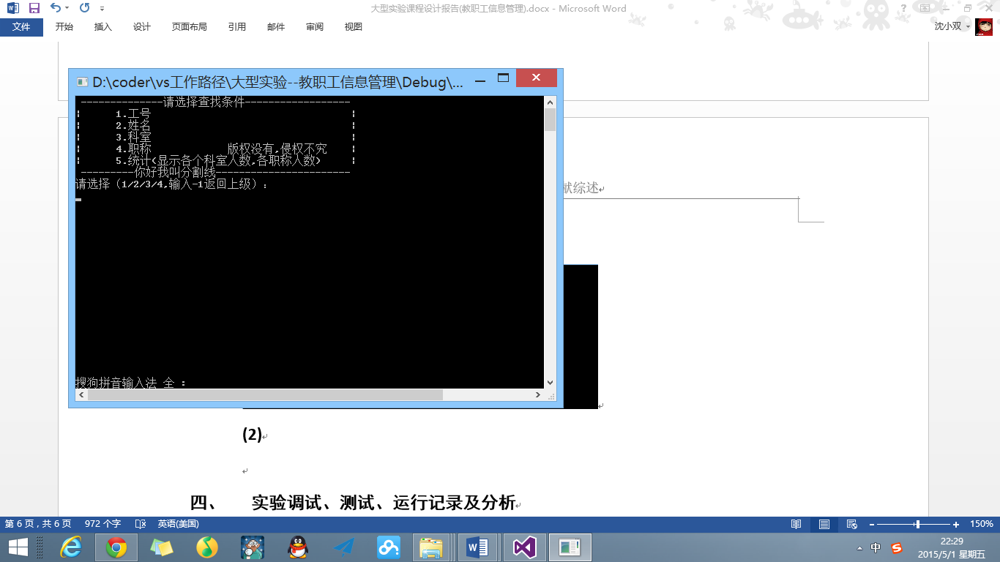 大型实验课程设计报告(教职工信息管理).docx - Microsoft Word
文件 开始 插入 设计 页面布局 引用 邮件 审阅 视图 沈小双
D:\coder\vs工作路径\大型实验--教职工信息管理\Debug\...
--------------请选择查找条件------------------
¦ 1.工号 ¦
¦ 2.姓名 ¦
¦ 3.科室 ¦
¦ 4.职称 版权没有,侵权不究 ¦
¦ 5.统计(显示各个科室人数,各职称人数) ¦
---------你好我叫分割线-----------------------
请选择（1/2/3/4,输入-1返回上级）：
搜狗拼音输入法 全 ：
献综述
(2)
四、 实验调试、测试、运行记录及分析
第 6 页，共 6 页 972 个字 英语(美国) 150%
中
22:29
2015/5/1 星期五